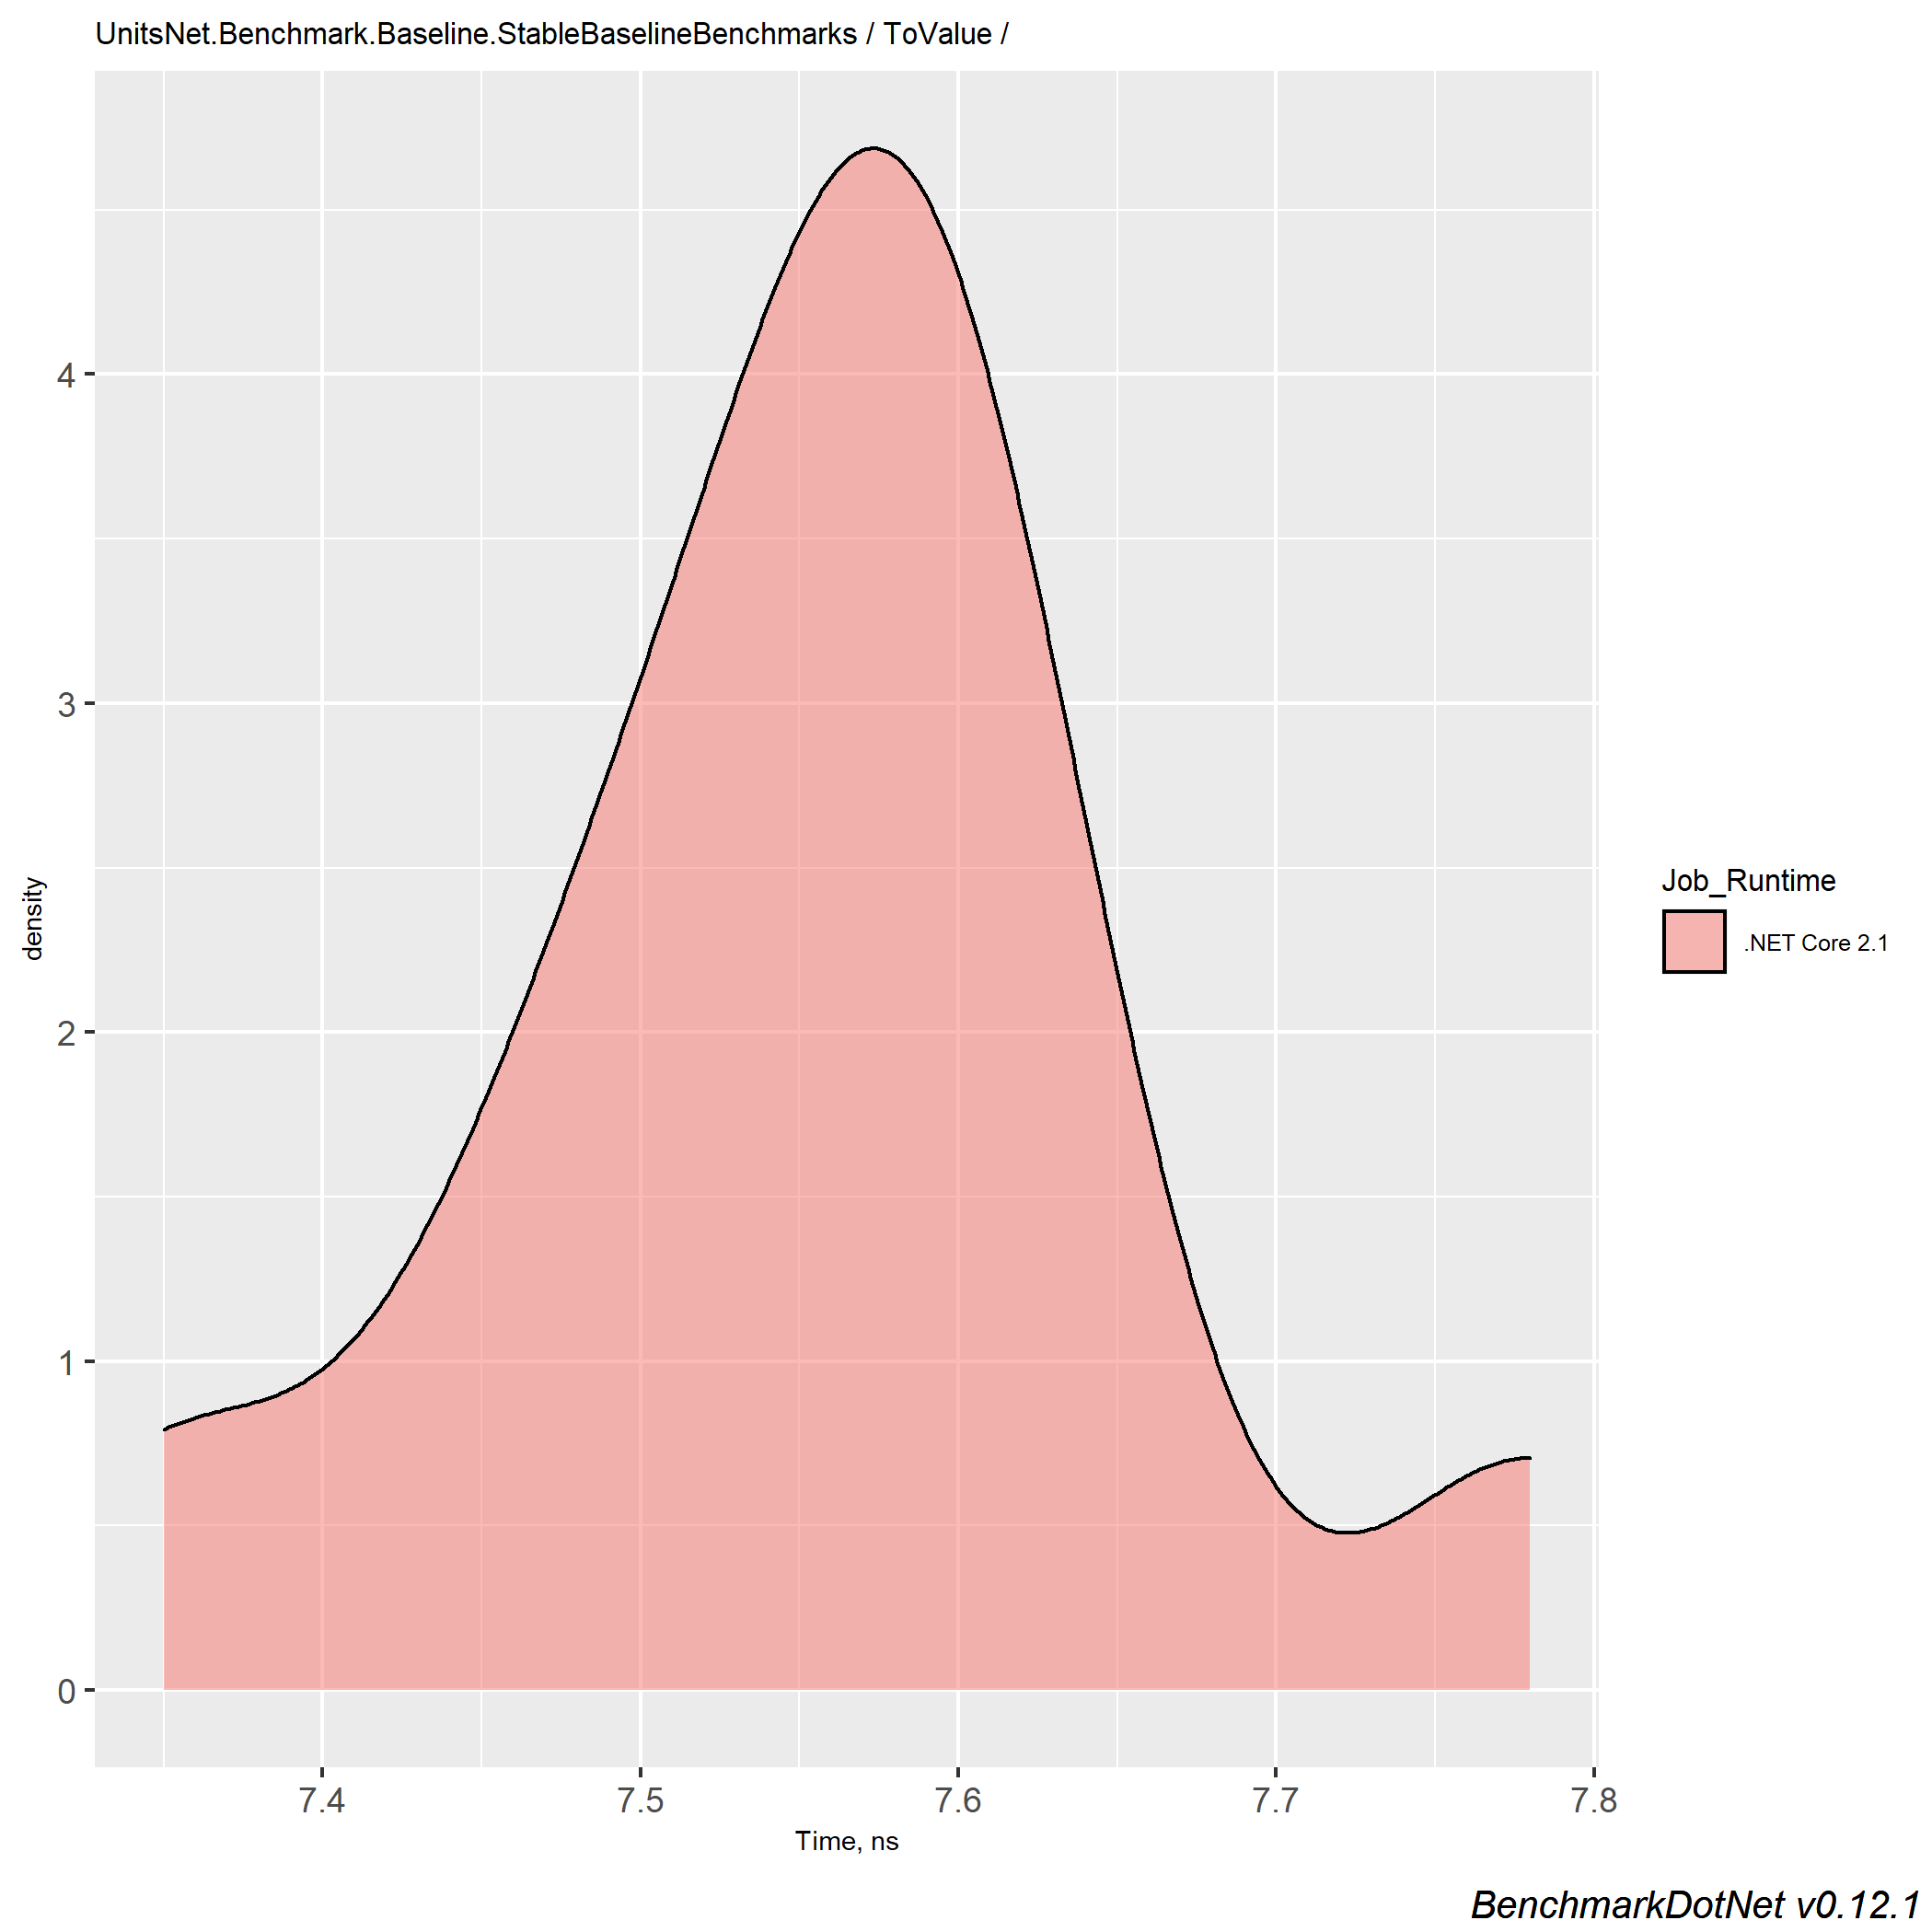 UnitsNet.Benchmark.Baseline.StableBaselineBenchmarks / ToValue /
density
4
3
2
1
0
7.4 7.5 7.6 7.7 7.8
Time, ns
Job_Runtime
.NET Core 2.1
BenchmarkDotNet v0.12.1